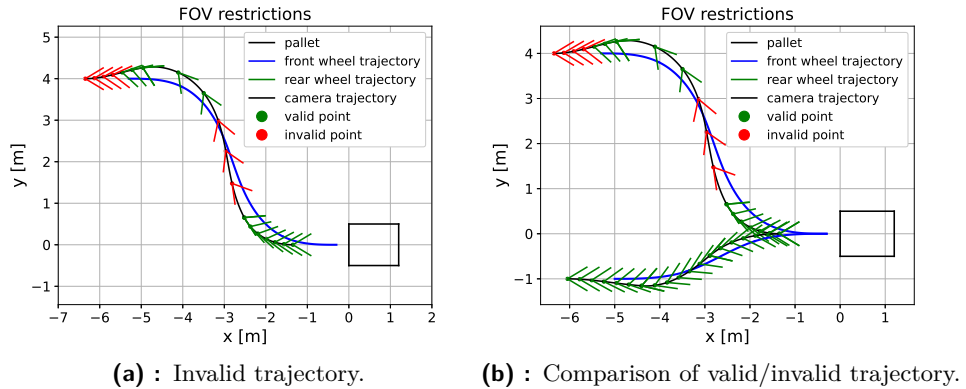 FOV restrictions
y [m]
5
4
3
2
1
0
−1
pallet
front wheel trajectory
rear wheel trajectory
camera trajectory
valid point
invalid point
−7 −6 −5 −4 −3 −2 −1 0 1 2
x [m]
(a) : Invalid trajectory.
FOV restrictions
y [m]
4
3
2
1
0
−1
pallet
front wheel trajectory
rear wheel trajectory
camera trajectory
valid point
invalid point
−6 −5 −4 −3 −2 −1 0 1
x [m]
(b) : Comparison of valid/invalid trajectory.